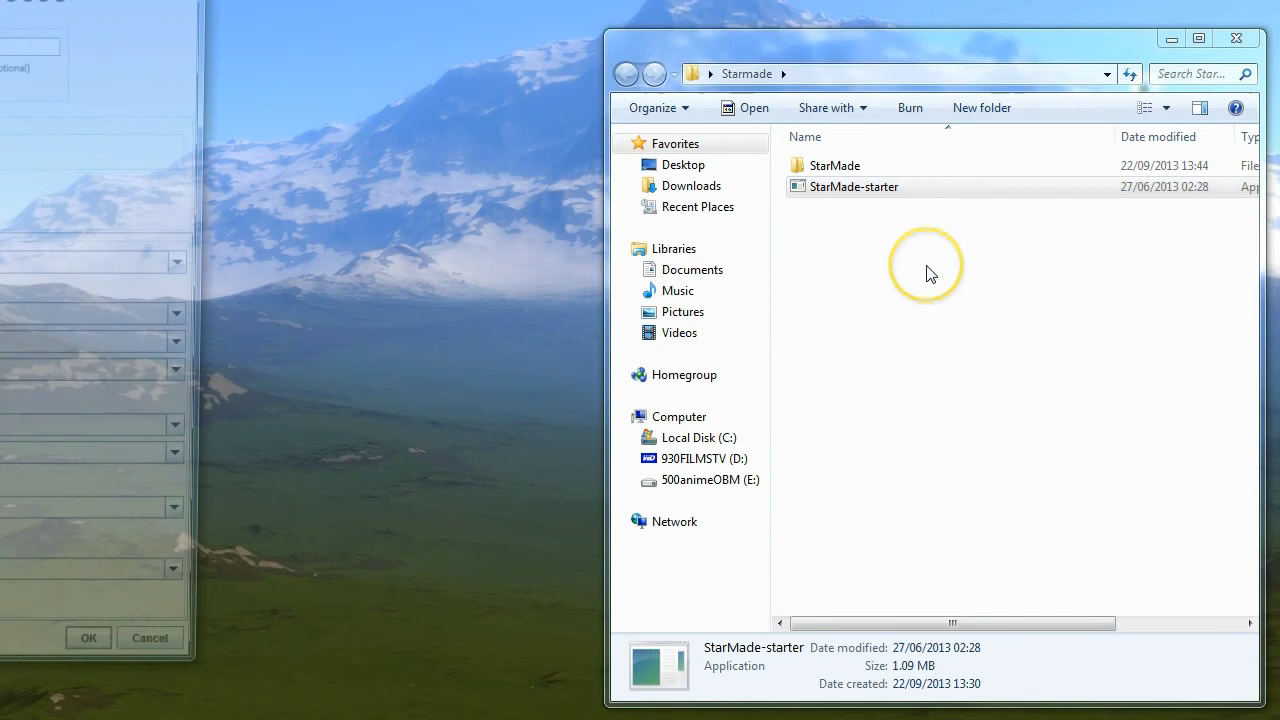 otional)
OK
Cancel
Starmade
Search Star...
Organize
Open
Share with
Burn
New folder
Name
Date modified
Typ
Favorites
Desktop
Downloads
Recent Places
Libraries
Documents
Music
Pictures
Videos
Homegroup
Computer
Local Disk (C:)
WD 930FILMSTV (D:)
500animeOBM (E:)
Network
StarMade 22/09/2013 13:44 File
StarMade-starter 27/06/2013 02:28 App
StarMade-starter Date modified: 27/06/2013 02:28
Application Size: 1.09 MB
Date created: 22/09/2013 13:30